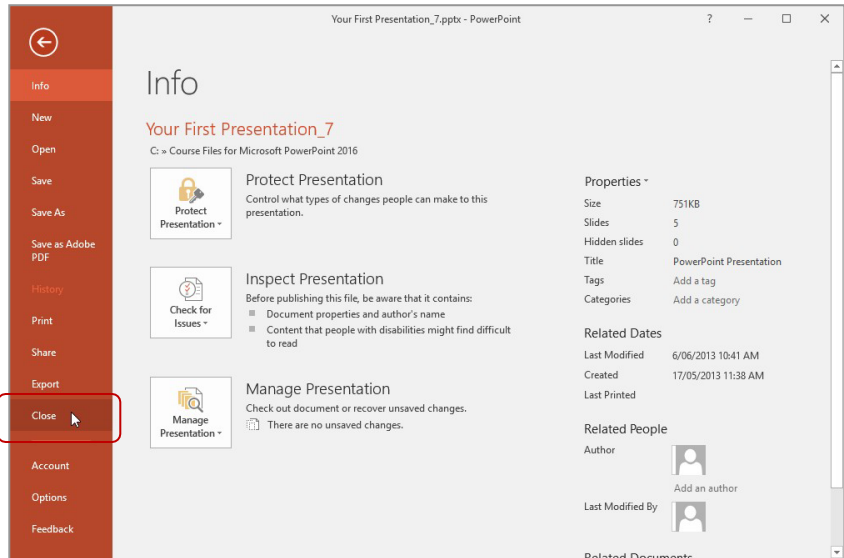 Your First Presentation_7.pptx - PowerPoint
?
Info
New
Open
Save
Save As
Save as Adobe
PDF
History
Print
Share
Export
Close
Account
Options
Feedback
Info
Your First Presentation_7
C: » Course Files for Microsoft PowerPoint 2016
Protect
Presentation
Protect Presentation
Control what types of changes people can make to this
presentation.
Check for
Issues
Inspect Presentation
Before publishing this file, be aware that it contains:
Document properties and author's name
Content that people with disabilities might find difficult
to read
Manage
Presentation
Manage Presentation
Check out document or recover unsaved changes.
There are no unsaved changes.
Properties
Size 751KB
Slides 5
Hidden slides 0
Title PowerPoint Presentation
Tags Add a tag
Categories Add a category
Related Dates
Last Modified 6/06/2013 10:41 AM
Created 17/05/2013 11:38 AM
Last Printed
Related People
Author
Add an author
Last Modified By
Related Documents